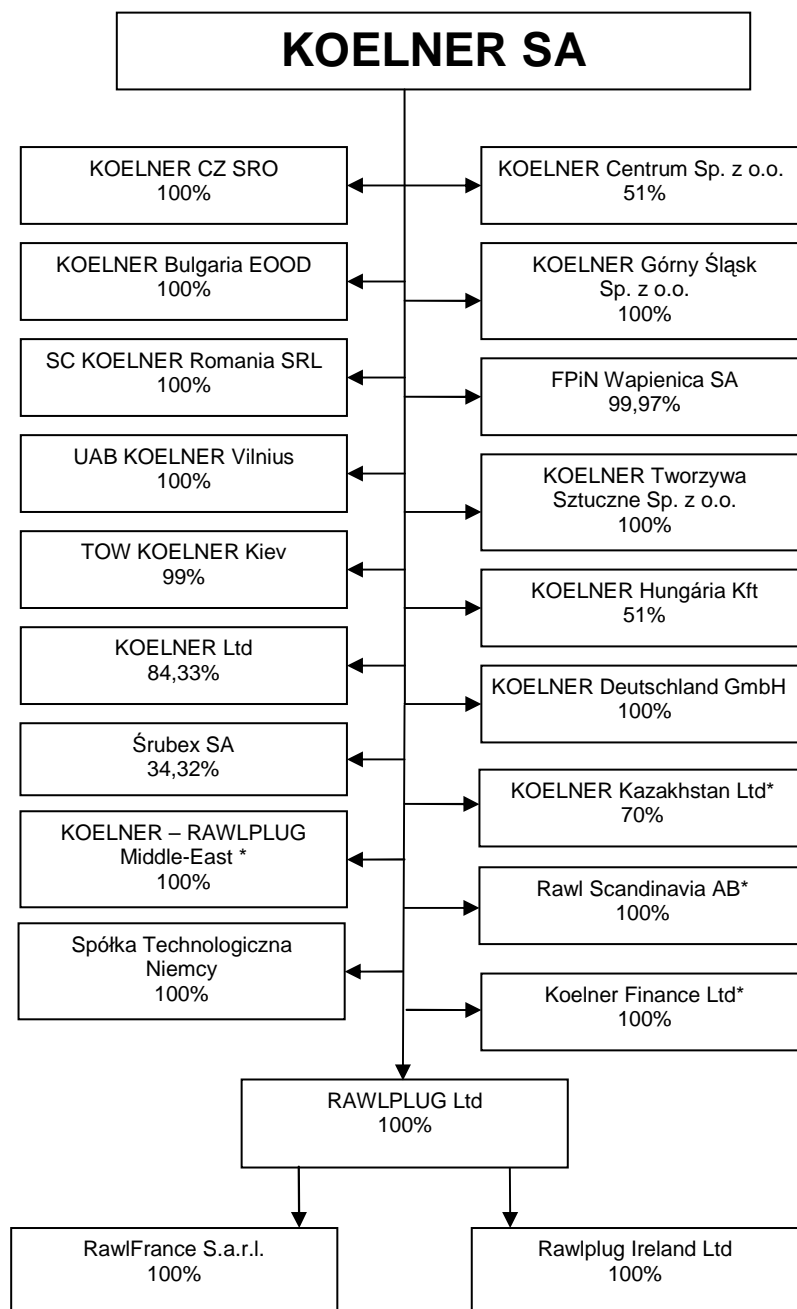 KOELNER SA
KOELNER CZ SRO
100%
KOELNER Centrum Sp. z o.o.
51%
KOELNER Bulgaria EOOD
100%
KOELNER Górny Śląsk
Sp. z o.o.
100%
SC KOELNER Romania SRL
100%
FPiN Wapienica SA
99,97%
UAB KOELNER Vilnius
100%
KOELNER Tworzywa
Sztuczne Sp. z o.o.
100%
TOW KOELNER Kiev
99%
KOELNER Hungária Kft
51%
KOELNER Ltd
84,33%
KOELNER Deutschland GmbH
100%
Śrubex SA
34,32%
KOELNER Kazakhstan Ltd*
70%
KOELNER – RAWLPLUG
Middle-East *
100%
Rawl Scandinavia AB*
100%
Spółka Technologiczna
Niemcy
100%
Koelner Finance Ltd*
100%
RAWLPLUG Ltd
100%
RawlFrance S.a.r.l.
100%
Rawlplug Ireland Ltd
100%